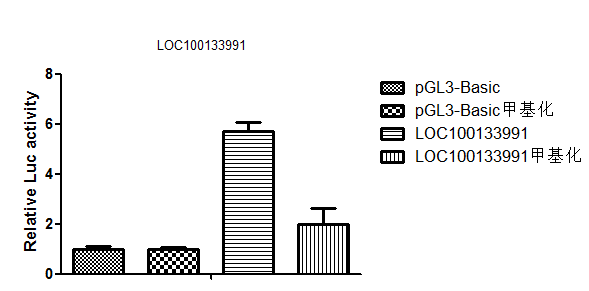 LOC100133991
Relative Luc activity
8
6
4
2
0
pGL3-Basic
pGL3-Basic甲基化
LOC100133991
LOC100133991甲基化